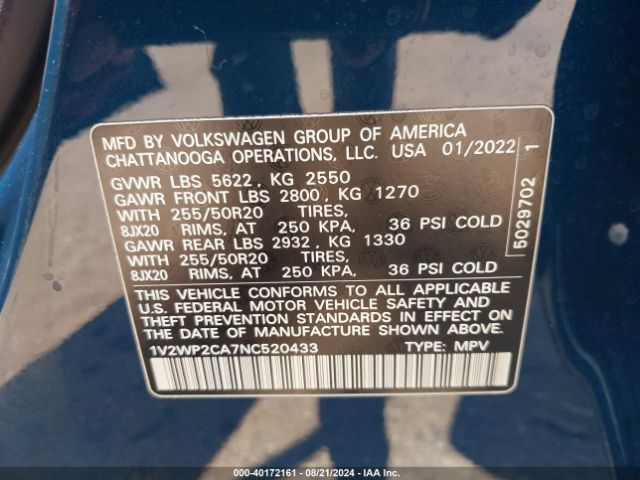 MFD BY VOLKSWAGEN GROUP OF AMERICA
CHATTANOOGA OPERATIONS, LLC. USA 01/2022
GVWR LBS 5622, KG 2550
GAWR FRONT LBS 2800, KG 1270
WITH 255/50R20 TIRES,
8JX20 RIMS, AT 250 KPA, 36 PSI COLD
GAWR REAR LBS 2932, KG 1330
WITH 255/50R20 TIRES,
8JX20 RIMS, AT 250 KPA, 36 PSI COLD
THIS VEHICLE CONFORMS TO ALL APPLICABLE
U.S. FEDERAL MOTOR VEHICLE SAFETY AND
THEFT PREVENTION STANDARDS IN EFFECT ON
THE DATE OF MANUFACTURE SHOWN ABOVE.
1V2WP2CA7NC520433 TYPE: MPV
5029702 1
000-40172161 - 08/21/2024 - IAA Inc.